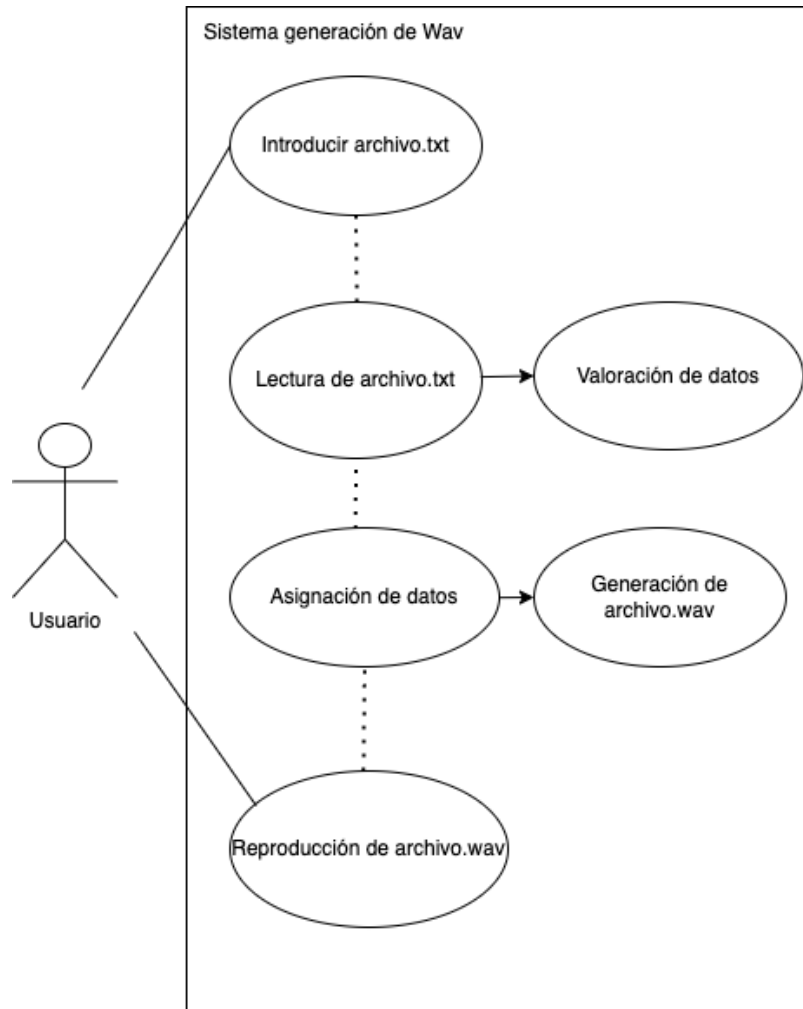 Sistema generación de Wav
Introducir archivo.txt
Lectura de archivo.txt
Valoración de datos
Asignación de datos
Generación de
archivo.wav
Usuario
Reproducción de archivo.wav